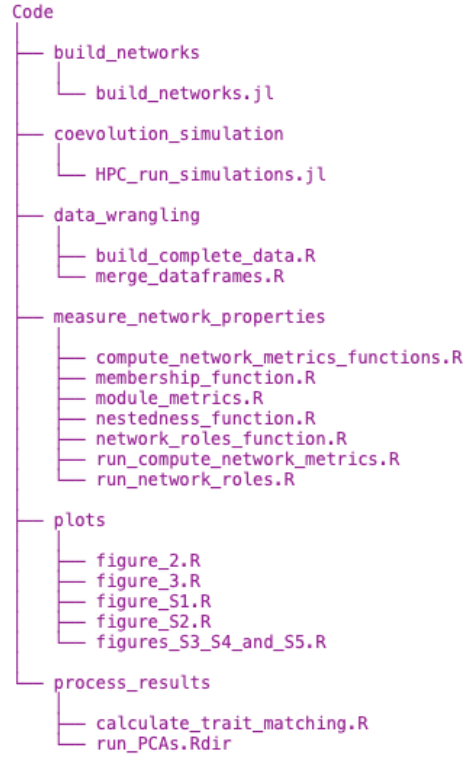 Code
build_networks
build_networks.jl
coevolution_simulation
HPC_run_simulations.jl
data_wrangling
build_complete_data.R
merge_dataframes.R
measure_network_properties
compute_network_metrics_functions.R
membership_function.R
module_metrics.R
nestedness_function.R
network_roles_function.R
run_compute_network_metrics.R
run_network_roles.R
plots
figure_2.R
figure_3.R
figure_S1.R
figure_S2.R
figures_S3_S4_and_S5.R
process_results
calculate_trait_matching.R
run_PCAs.Rdir